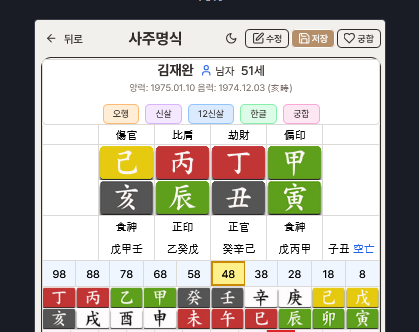 ← 뒤로 사주명식 수정 저장 궁합
김재완 남자 51세
양력: 1975.01.10 음력: 1974.12.03 (亥時)
오행 신살 12신살 한글 궁합
傷官 比肩 劫財 偏印
己 丙 丁 甲
亥 辰 丑 寅
食神 正印 正官 食神
戊甲壬 乙癸戊 癸辛己 戊丙甲 子丑 空亡
98 88 78 68 58 48 38 28 18 8
丁 丙 乙 甲 癸 壬 辛 庚 己 戊
亥 戌 酉 申 未 午 巳 辰 卯 寅